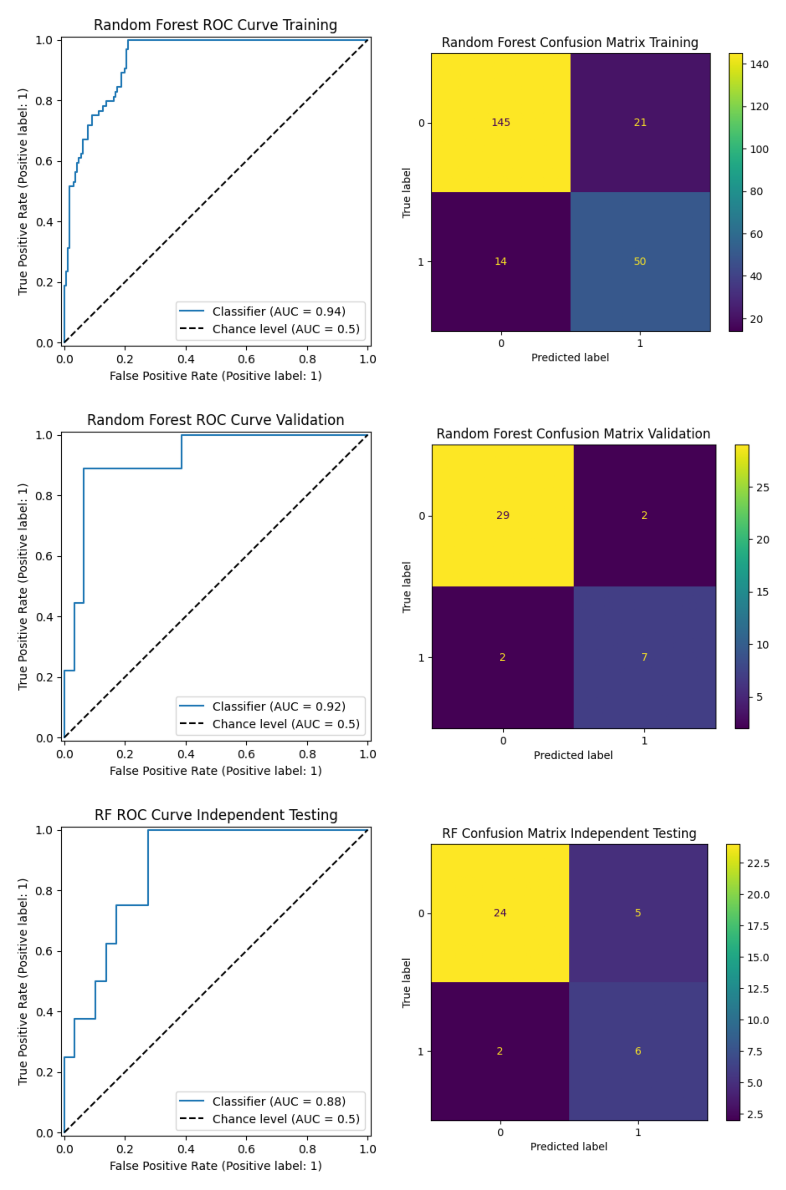 Random Forest ROC Curve Training
1.0
0.8
0.6
0.4
0.2
0.0
True Positive Rate (Positive label: 1)
Classifier (AUC = 0.94)
Chance level (AUC = 0.5)
0.0 0.2 0.4 0.6 0.8 1.0
False Positive Rate (Positive label: 1)
Random Forest Confusion Matrix Training
0 145 21
1 14 50
True label
0 1
Predicted label
140
120
100
80
60
40
20
Random Forest ROC Curve Validation
1.0
0.8
0.6
0.4
0.2
0.0
True Positive Rate (Positive label: 1)
Classifier (AUC = 0.92)
Chance level (AUC = 0.5)
0.0 0.2 0.4 0.6 0.8 1.0
False Positive Rate (Positive label: 1)
Random Forest Confusion Matrix Validation
0 29 2
1 2 7
True label
0 1
Predicted label
25
20
15
10
5
RF ROC Curve Independent Testing
1.0
0.8
0.6
0.4
0.2
0.0
True Positive Rate (Positive label: 1)
Classifier (AUC = 0.88)
Chance level (AUC = 0.5)
0.0 0.2 0.4 0.6 0.8 1.0
False Positive Rate (Positive label: 1)
RF Confusion Matrix Independent Testing
0 24 5
1 2 6
True label
0 1
Predicted label
22.5
20.0
17.5
15.0
12.5
10.0
7.5
5.0
2.5